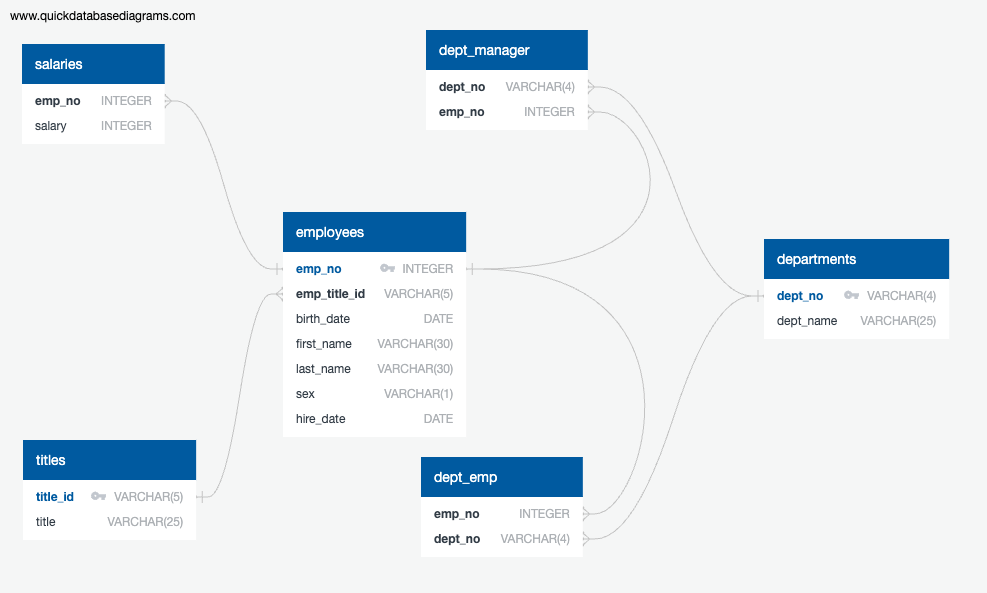 www.quickdatabasediagrams.com
salaries
emp_no INTEGER
salary INTEGER
dept_manager
dept_no VARCHAR(4)
emp_no INTEGER
employees
emp_no INTEGER
emp_title_id VARCHAR(5)
birth_date DATE
first_name VARCHAR(30)
last_name VARCHAR(30)
sex VARCHAR(1)
hire_date DATE
departments
dept_no VARCHAR(4)
dept_name VARCHAR(25)
titles
title_id VARCHAR(5)
title VARCHAR(25)
dept_emp
emp_no INTEGER
dept_no VARCHAR(4)